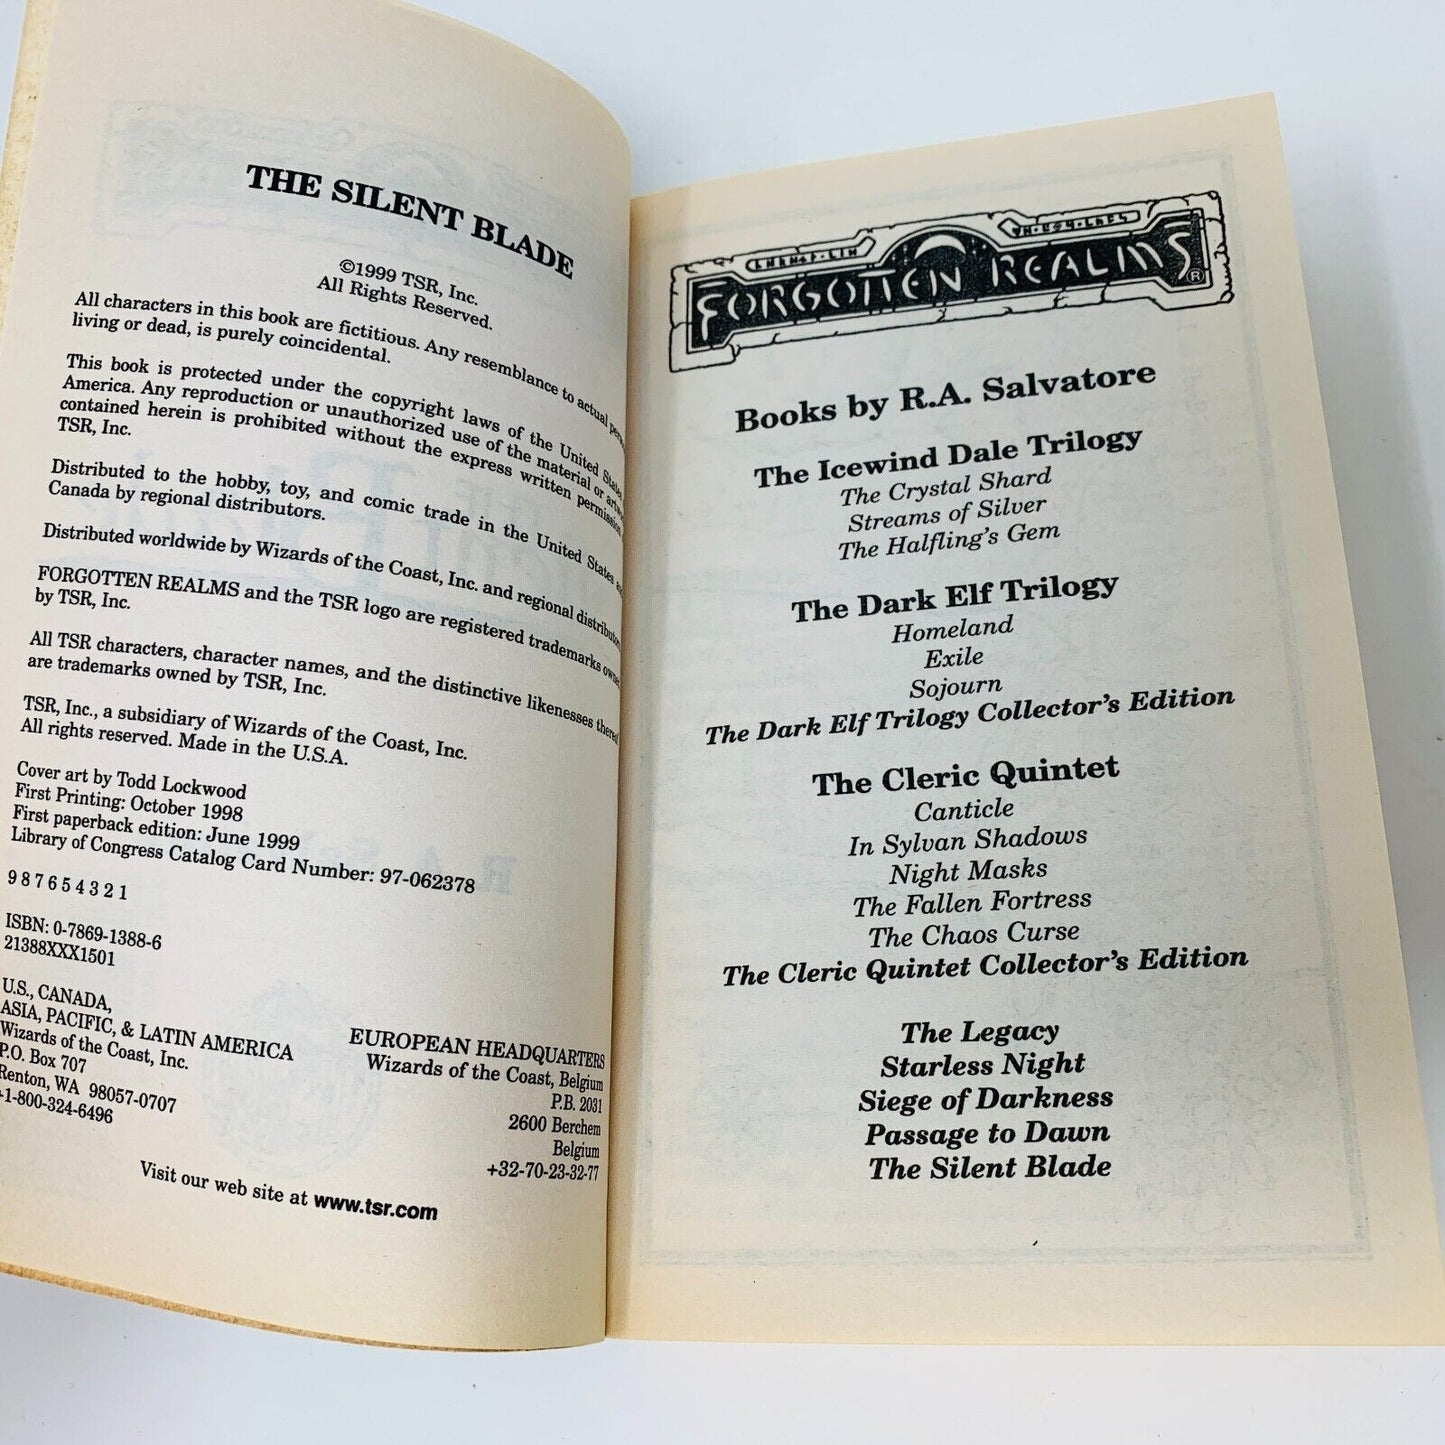 THE SILENT BLADE
©1999 TSR, Inc.
All Rights Reserved.
All characters in this book are fictitious. Any resemblance to actual
living or dead, is purely coincidental.
This book is protected under the copyright laws of the United States
America. Any reproduction or unauthorized use of the material or
contained herein is prohibited without the express written permission
TSR, Inc.
Distributed to the hobby, toy, and comic trade in the United States
Canada by regional distributors.
Distributed worldwide by Wizards of the Coast, Inc. and regional
FORGOTTEN REALMS and the TSR logo are registered trademarks
by TSR, Inc.
All TSR characters, character names, and the distinctive likenesses
are trademarks owned by TSR, Inc.
TSR, Inc., a subsidiary of Wizards of the Coast, Inc.
All rights reserved. Made in the U.S.A.
Cover art by Todd Lockwood
First Printing: October 1998
First paperback edition: June 1999
Library of Congress Catalog Card Number: 97-062378
9 8 7 6 5 4 3 2 1
ISBN: 0-7869-1388-6
21388XXX1501
U.S., CANADA,
ASIA, PACIFIC, & LATIN AMERICA
Wizards of the Coast, Inc.
P.O. Box 707
Renton, WA 98057-0707
+1-800-324-6496
EUROPEAN HEADQUARTERS
Wizards of the Coast, Belgium
P.B. 2031
2600 Berchem
Belgium
+32-70-23-32-77
Visit our web site at www.tsr.com
FORGOTTEN REALMS®
Books by R.A. Salvatore
The Icewind Dale Trilogy
The Crystal Shard
Streams of Silver
The Halfling's Gem
The Dark Elf Trilogy
Homeland
Exile
Sojourn
The Dark Elf Trilogy Collector's Edition
The Cleric Quintet
Canticle
In Sylvan Shadows
Night Masks
The Fallen Fortress
The Chaos Curse
The Cleric Quintet Collector's Edition
The Legacy
Starless Night
Siege of Darkness
Passage to Dawn
The Silent Blade